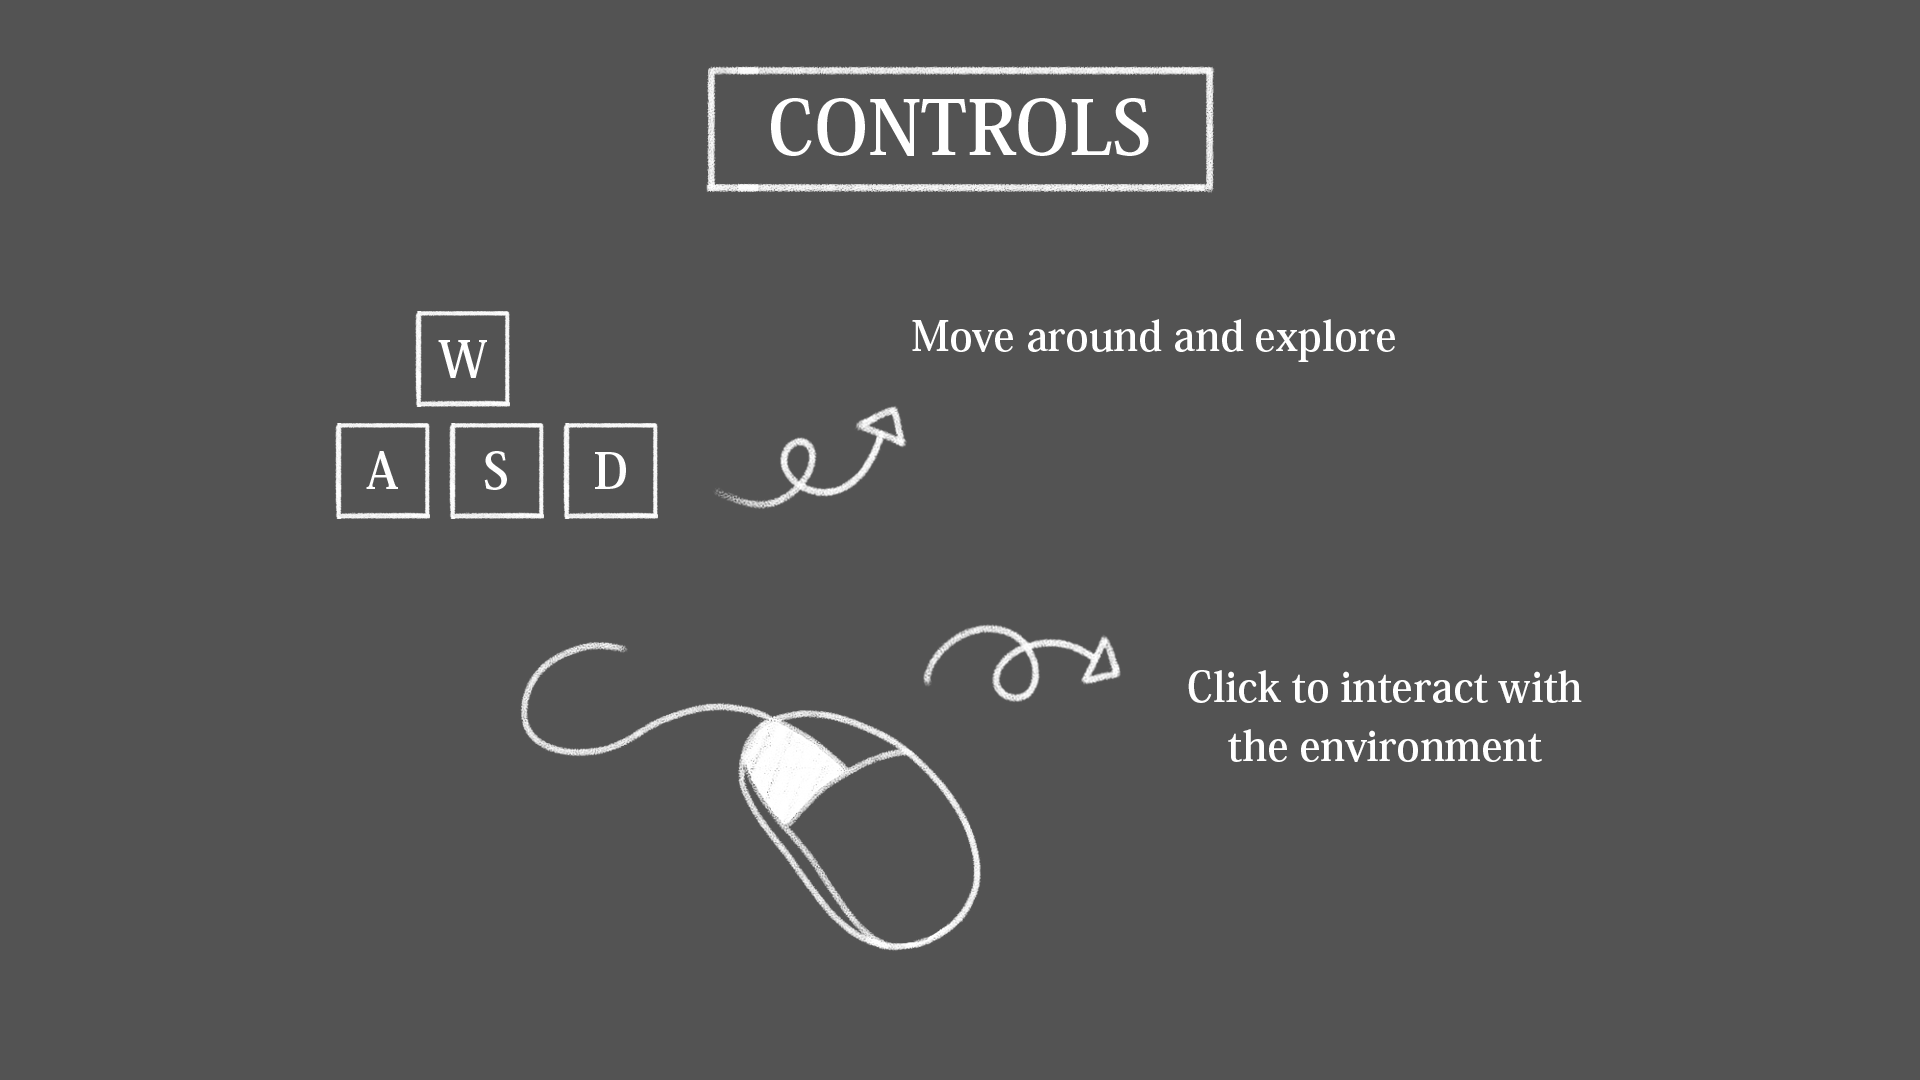 CONTROLS
W
A S D
Move around and explore
Click to interact with
the environment